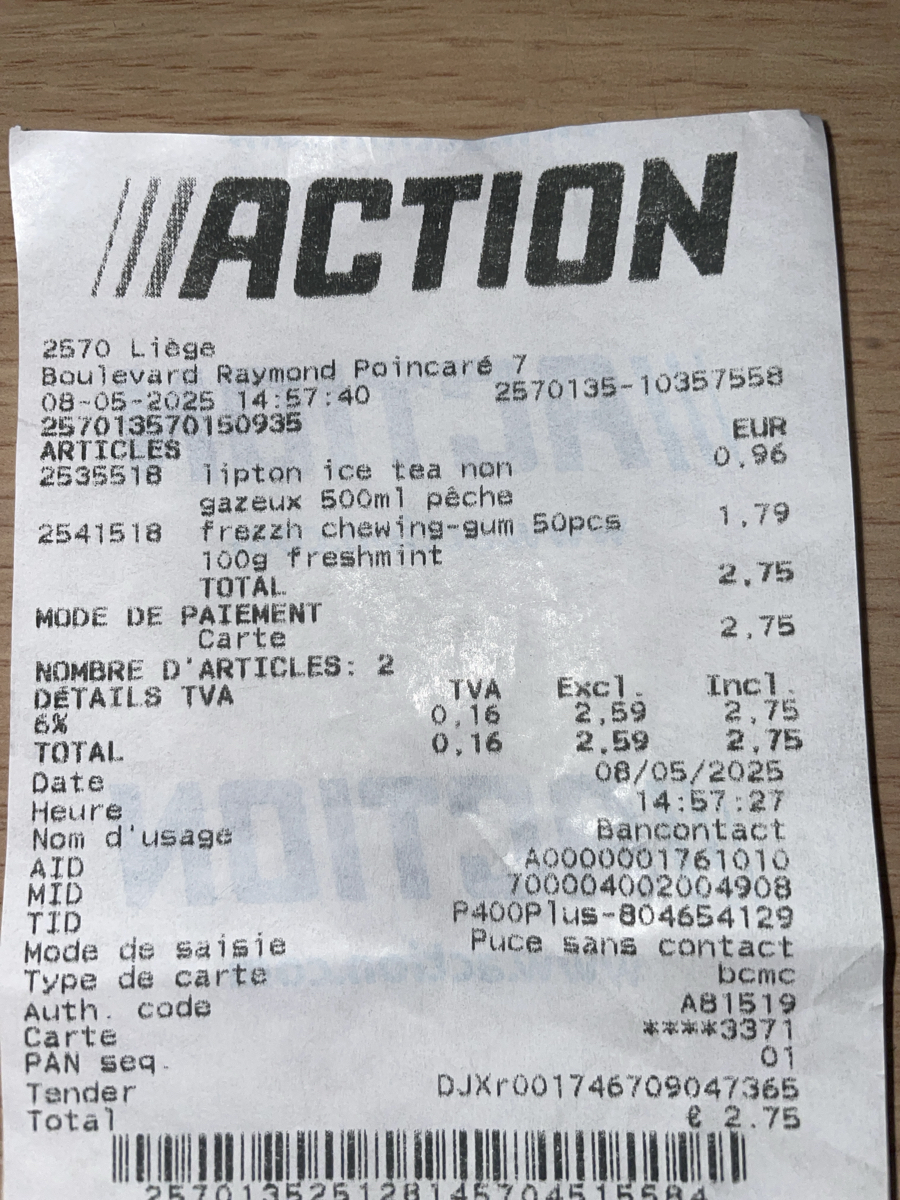 ACTION
2570 Liège
Boulevard Raymond Poincaré 7
08-05-2025 14:57:40 2570135-10357558
257013570150935
ARTICLES EUR
2535518 lipton ice tea non 0,96
gazeux 500ml pêche
2541518 frezzh chewing-gum 50pcs 1,79
100g freshmint
TOTAL 2,75
MODE DE PAIEMENT
Carte 2,75
NOMBRE D'ARTICLES: 2
DÉTAILS TVA TVA Excl. Incl.
6% 0,16 2,59 2,75
TOTAL 0,16 2,59 2,75
Date 08/05/2025
Heure 14:57:27
Nom d'usage Bancontact
AID A0000001761010
MID 700004002004908
TID P400Plus-804654129
Mode de saisie Puce sans contact
Type de carte bcmc
Auth. code AB1519
Carte ****3371
PAN seq. 01
Tender DJXr001746709047365
Total € 2.75